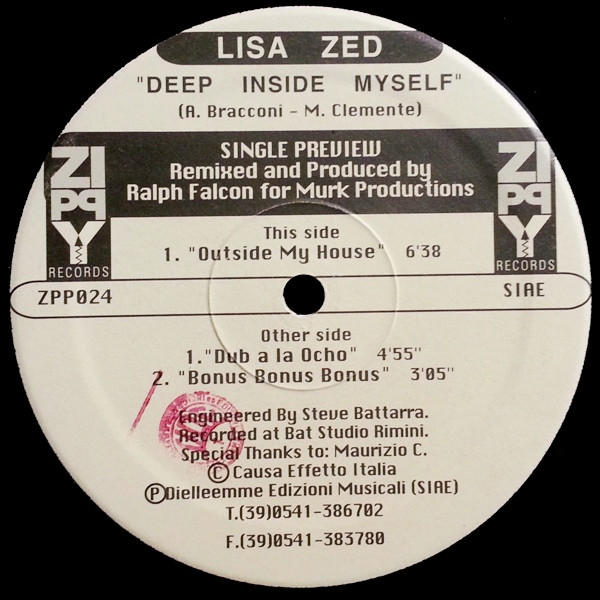 LISA ZED
"DEEP INSIDE MYSELF"
(A. Bracconi - M. Clemente)
SINGLE PREVIEW
Remixed and Produced by
Ralph Falcon for Murk Productions
ZIPPY
RECORDS
ZIPPY
RECORDS
This side
1. "Outside My House" 6'38
ZPP024
SIAE
Other side
1."Dub a la Ocho" 4'55"
2. "Bonus Bonus Bonus" 3'05"
Engineered By Steve Battarra.
Recorded at Bat Studio Rimini.
Special Thanks to: Maurizio C.
Ⓒ Causa Effetto Italia
ⓅDielleemme Edizioni Musicali (SIAE)
T.(39)0541-386702
F.(39)0541-383780